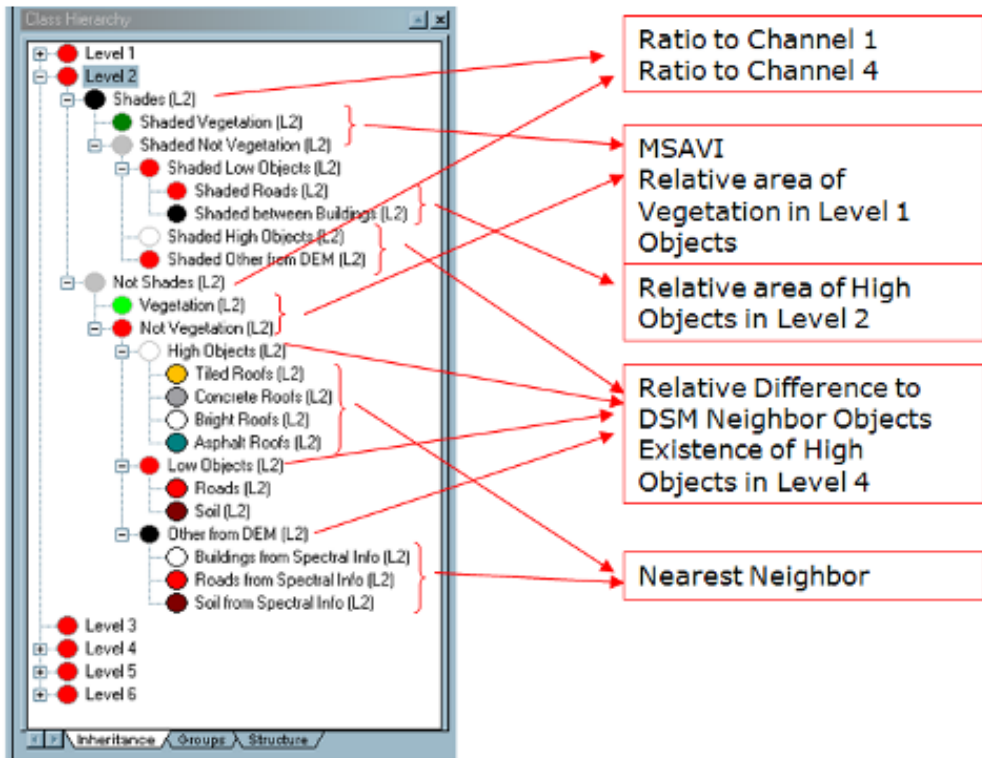 Class Hierarchy
Level 1
Level 2
Shades (L2)
Shaded Vegetation (L2)
Shaded Not Vegetation (L2)
Shaded Low Objects (L2)
Shaded Roads (L2)
Shaded between Buildings (L2)
Shaded High Objects (L2)
Shaded Other from DEM (L2)
Not Shades (L2)
Vegetation (L2)
Not Vegetation (L2)
High Objects (L2)
Tiled Roofs (L2)
Concrete Roofs (L2)
Bright Roofs (L2)
Asphalt Roofs (L2)
Low Objects (L2)
Roads (L2)
Soil (L2)
Other from DEM (L2)
Buildings from Spectral Info (L2)
Roads from Spectral Info (L2)
Soil from Spectral Info (L2)
Level 3
Level 4
Level 5
Level 6
Inheritance Groups Structure
Ratio to Channel 1
Ratio to Channel 4
MSAVI
Relative area of
Vegetation in Level 1
Objects
Relative area of High
Objects in Level 2
Relative Difference to
DSM Neighbor Objects
Existence of High
Objects in Level 4
Nearest Neighbor